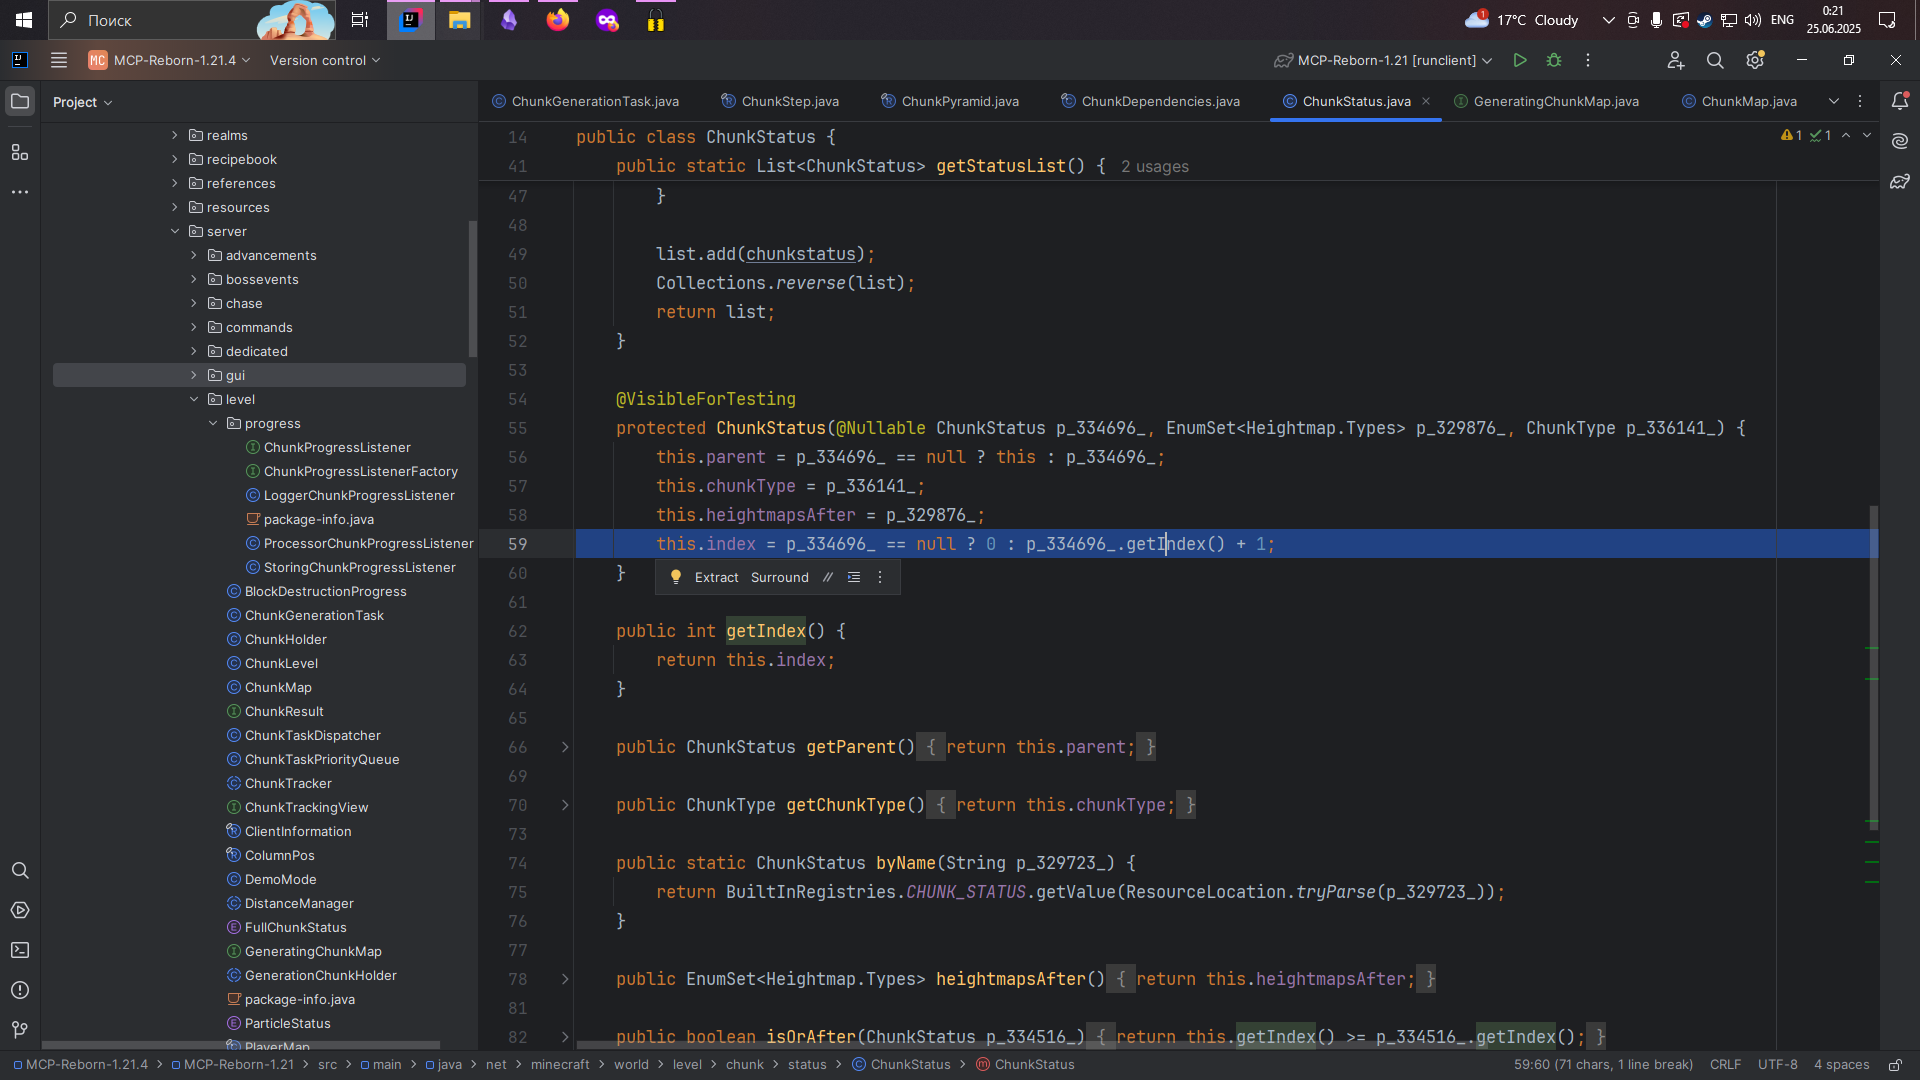 Поиск
1
17°C Cloudy
ENG
0:21
25.06.2025
MC MCP-Reborn-1.21.4
Version control
MCP-Reborn-1.21 [runclient]
Project
ChunkGenerationTask.java
ChunkStep.java
ChunkPyramid.java
ChunkDependencies.java
ChunkStatus.java
GeneratingChunkMap.java
ChunkMap.java
realms
recipebook
references
resources
server
advancements
bossevents
chase
commands
dedicated
gui
level
progress
ChunkProgressListener
ChunkProgressListenerFactory
LoggerChunkProgressListener
package-info.java
ProcessorChunkProgressListener
StoringChunkProgressListener
BlockDestructionProgress
ChunkGenerationTask
ChunkHolder
ChunkLevel
ChunkMap
ChunkResult
ChunkTaskDispatcher
ChunkTaskPriorityQueue
ChunkTracker
ChunkTrackingView
ClientInformation
ColumnPos
DemoMode
DistanceManager
FullChunkStatus
GeneratingChunkMap
GenerationChunkHolder
package-info.java
ParticleStatus
PlayerMap
14 public class ChunkStatus {
1 1
41 public static List<ChunkStatus> getStatusList() { 2 usages
47 }
48
49 list.add(chunkstatus);
50 Collections.reverse(list);
51 return list;
52 }
53
54 @VisibleForTesting
55 protected ChunkStatus(@Nullable ChunkStatus p_334696_, EnumSet<Heightmap.Types> p_329876_, ChunkType p_336141_) {
56 this.parent = p_334696_ == null ? this : p_334696_;
57 this.chunkType = p_336141_;
58 this.heightmapsAfter = p_329876_;
59 this.index = p_334696_ == null ? 0 : p_334696_.getIndex() + 1;
60 }
Extract Surround //
61
62 public int getIndex() {
63 return this.index;
64 }
65
66 public ChunkStatus getParent() { return this.parent; }
69
70 public ChunkType getChunkType() { return this.chunkType; }
73
74 public static ChunkStatus byName(String p_329723_) {
75 return BuiltInRegistries.CHUNK_STATUS.getValue(ResourceLocation.tryParse(p_329723_));
76 }
77
78 public EnumSet<Heightmap.Types> heightmapsAfter() { return this.heightmapsAfter; }
81
82 public boolean isOrAfter(ChunkStatus p_334516_) { return this.getIndex() >= p_334516_.getIndex(); }
MCP-Reborn-1.21.4 > MCP-Reborn-1.21 > src > main > java > net > minecraft > world > level > chunk > status > ChunkStatus > ChunkStatus
59:60 (71 chars, 1 line break) CRLF UTF-8 4 spaces